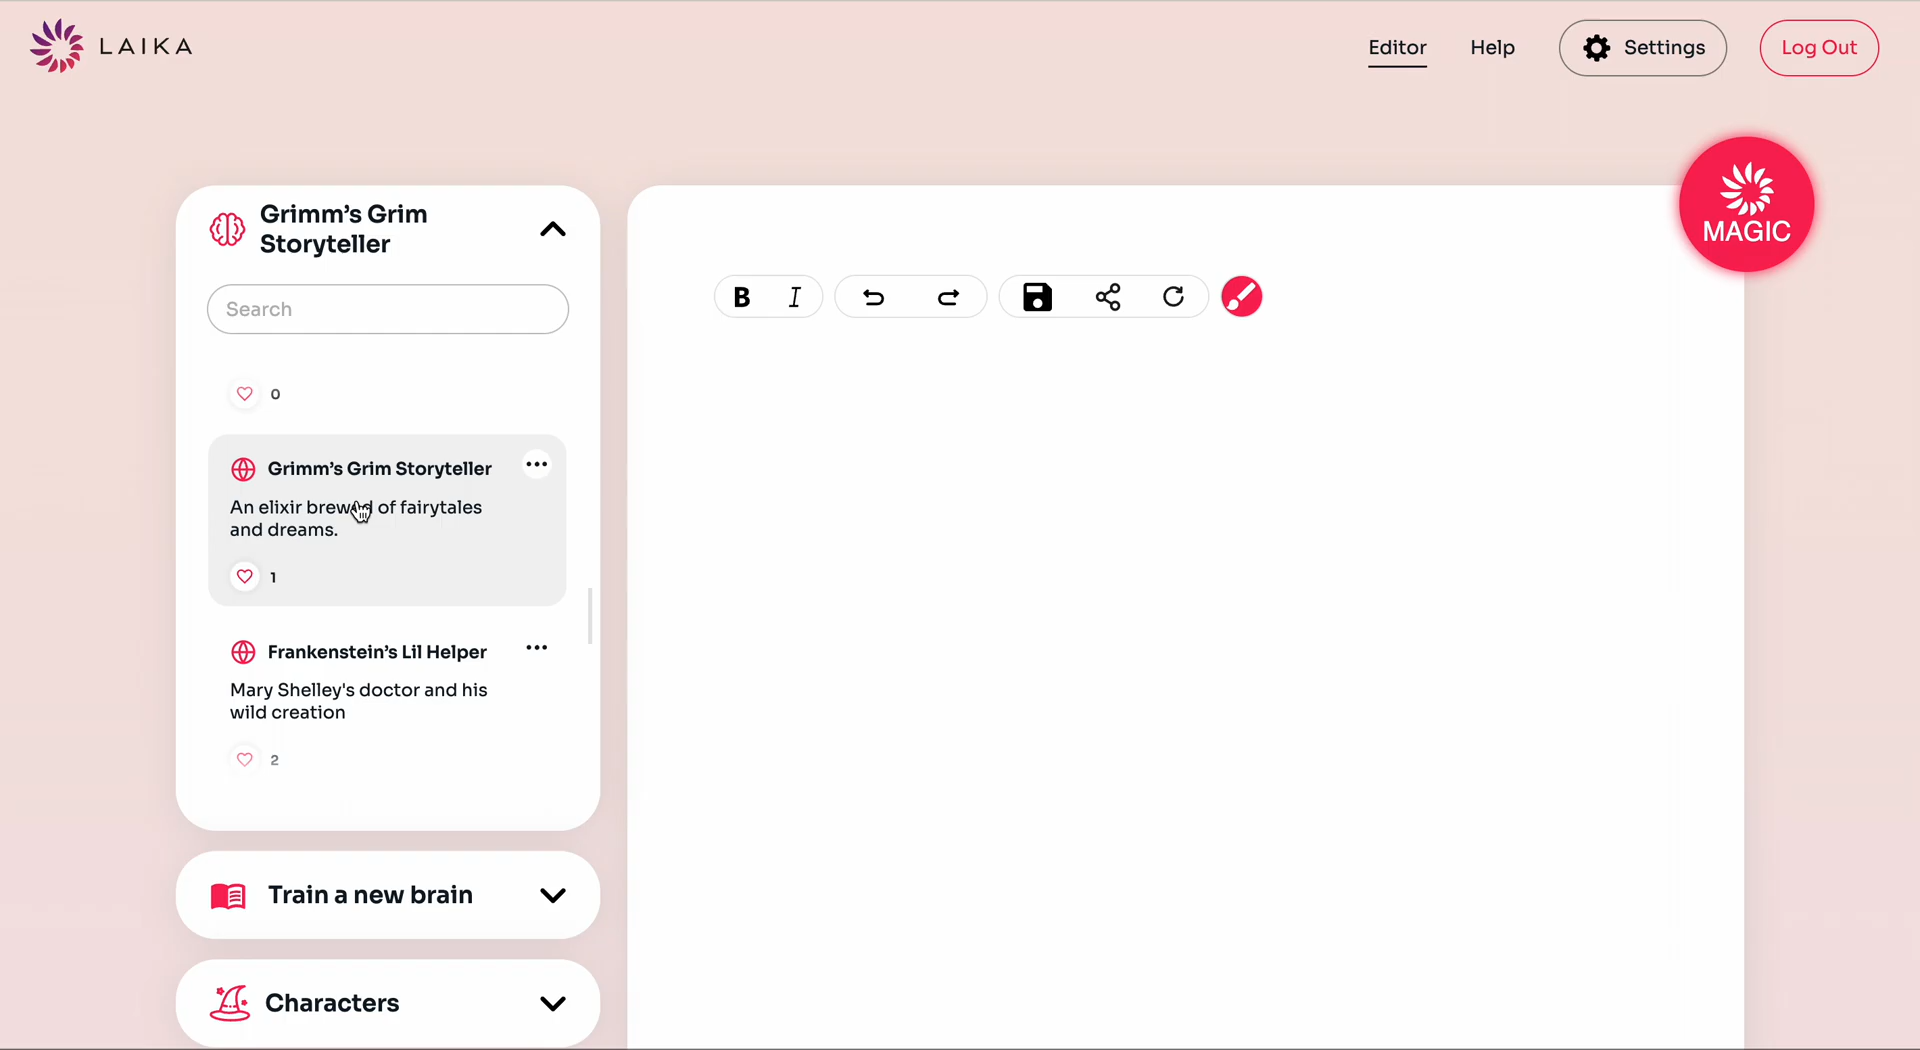 LAIKA
Editor
Help
Settings
Log Out
MAGIC
Grimm’s Grim
Storyteller
Search
0
Grimm’s Grim Storyteller
An elixir brewed of fairytales
and dreams.
1
Frankenstein’s Lil Helper
Mary Shelley's doctor and his
wild creation
2
B I
Train a new brain
Characters